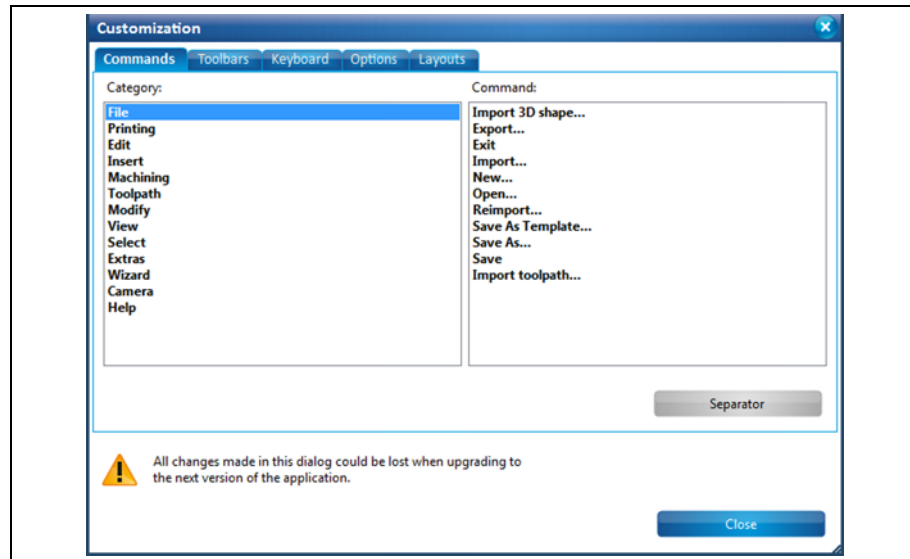 Customization
Commands Toolbars Keyboard Options Layouts
Category:
File
Printing
Edit
Insert
Machining
Toolpath
Modify
View
Select
Extras
Wizard
Camera
Help
Command:
Import 3D shape...
Export...
Exit
Import...
New...
Open...
Reimport...
Save As Template...
Save As...
Save
Import toolpath...
Separator
All changes made in this dialog could be lost when upgrading to
the next version of the application.
Close